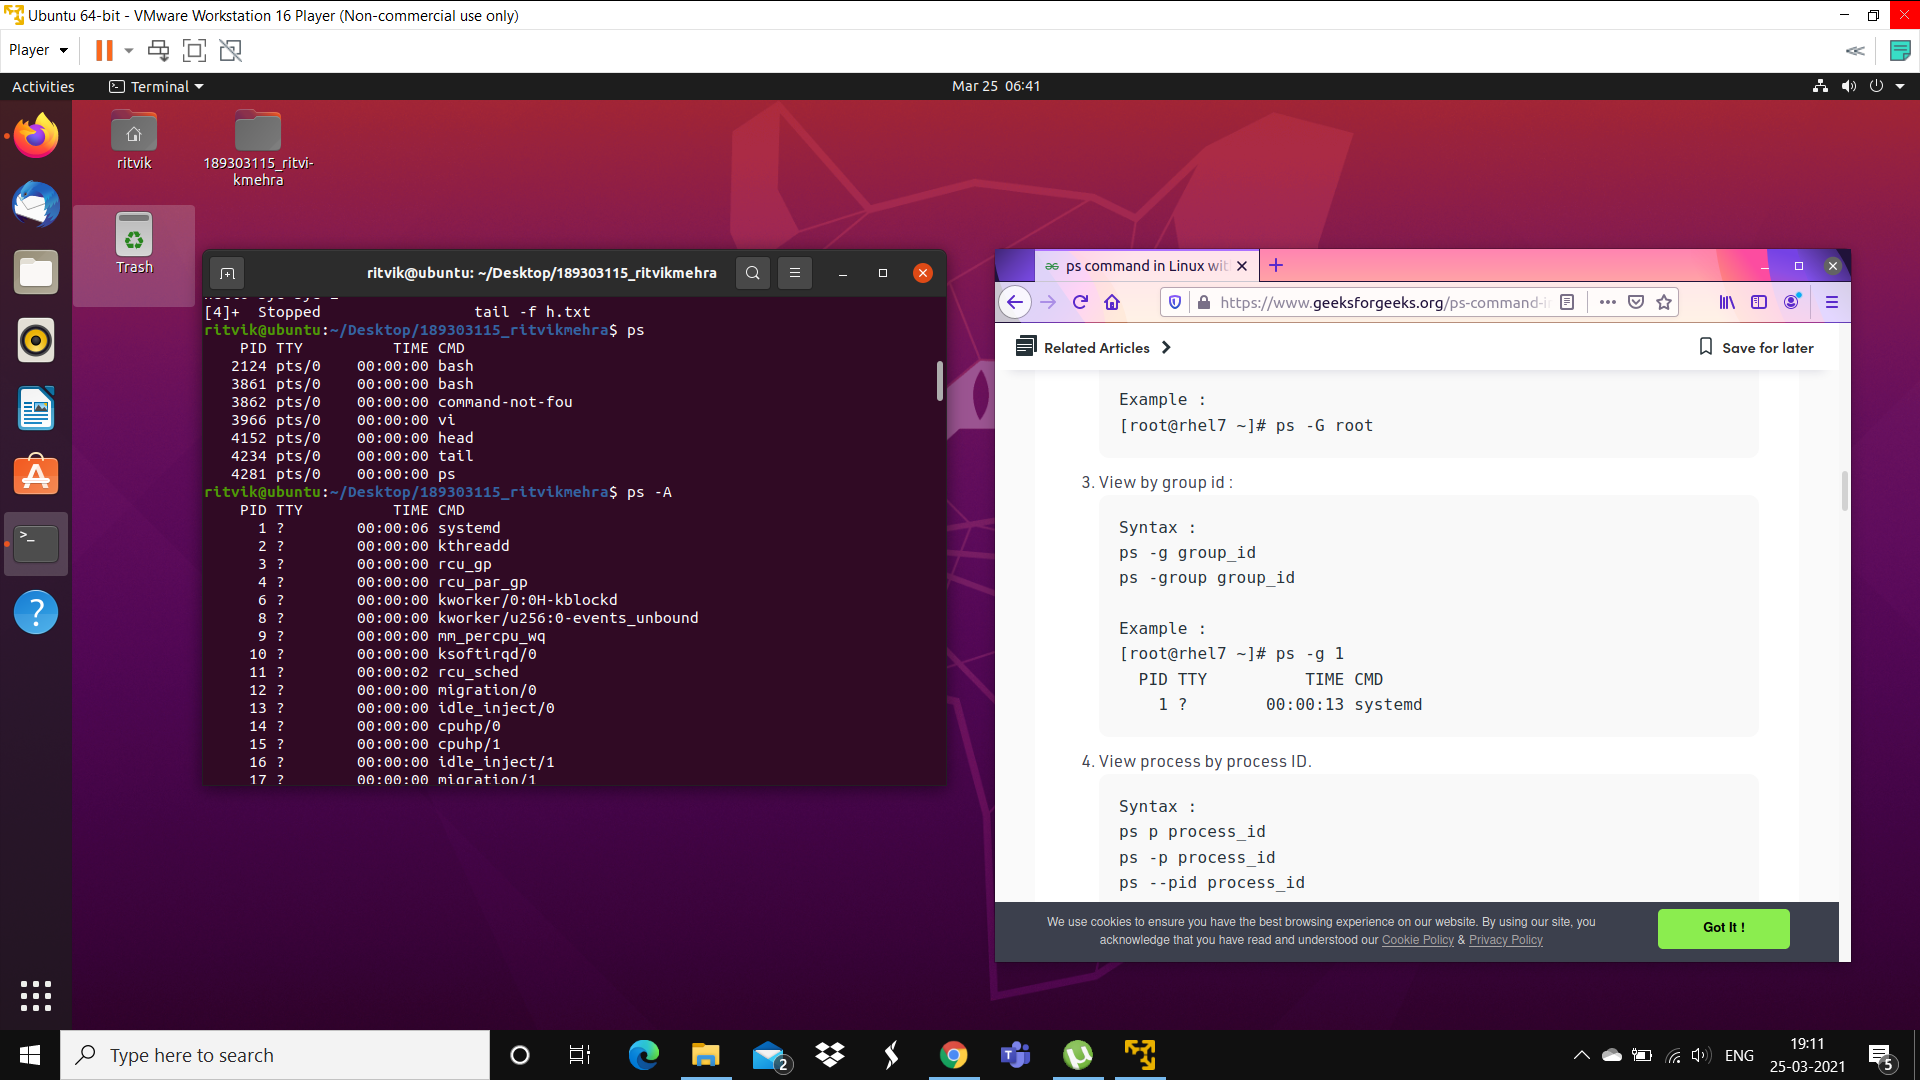 Ubuntu 64-bit - VMware Workstation 16 Player (Non-commercial use only)
Player
Activities
Terminal
Mar 25 06:41
ritvik
189303115_ritvi-
kmehra
Trash
ritvik@ubuntu: ~/Desktop/189303115_ritvikmehra
[4]+  Stopped                 tail -f h.txt
ritvik@ubuntu:~/Desktop/189303115_ritvikmehra$ ps
    PID TTY          TIME CMD
   2124 pts/0    00:00:00 bash
   3861 pts/0    00:00:00 bash
   3862 pts/0    00:00:00 command-not-fou
   3966 pts/0    00:00:00 vi
   4152 pts/0    00:00:00 head
   4234 pts/0    00:00:00 tail
   4281 pts/0    00:00:00 ps
ritvik@ubuntu:~/Desktop/189303115_ritvikmehra$ ps -A
    PID TTY          TIME CMD
      1 ?        00:00:06 systemd
      2 ?        00:00:00 kthreadd
      3 ?        00:00:00 rcu_gp
      4 ?        00:00:00 rcu_par_gp
      6 ?        00:00:00 kworker/0:0H-kblockd
      8 ?        00:00:00 kworker/u256:0-events_unbound
      9 ?        00:00:00 mm_percpu_wq
     10 ?        00:00:00 ksoftirqd/0
     11 ?        00:00:02 rcu_sched
     12 ?        00:00:00 migration/0
     13 ?        00:00:00 idle_inject/0
     14 ?        00:00:00 cpuhp/0
     15 ?        00:00:00 cpuhp/1
     16 ?        00:00:00 idle_inject/1
     17 ?        00:00:00 migration/1
ps command in Linux wit
https://www.geeksforgeeks.org/ps-command-i
Related Articles
Save for later
Example :
[root@rhel7 ~]# ps -G root
3. View by group id :
Syntax :
ps -g group_id
ps -group group_id
Example :
[root@rhel7 ~]# ps -g 1
  PID TTY          TIME CMD
    1 ?        00:00:13 systemd
4. View process by process ID.
Syntax :
ps p process_id
ps -p process_id
ps --pid process_id
We use cookies to ensure you have the best browsing experience on our website. By using our site, you
acknowledge that you have read and understood our Cookie Policy & Privacy Policy
Got It !
Type here to search
2
ENG
19:11
25-03-2021
5